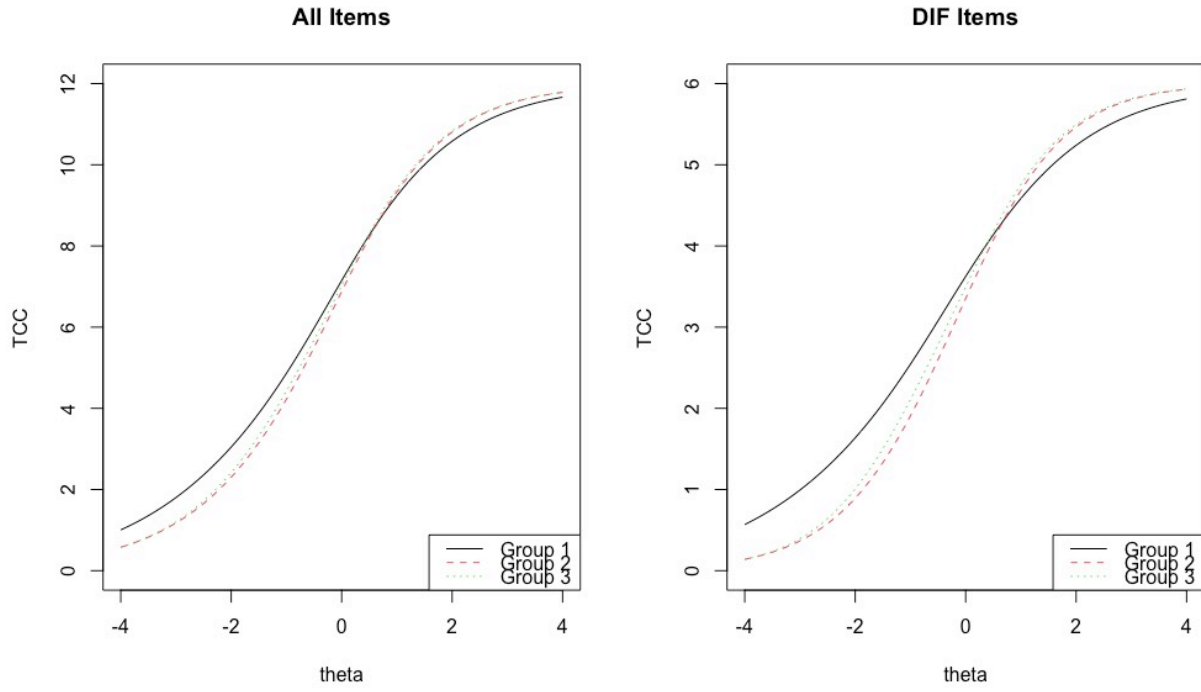 All Items
TCC
12
10
8
6
4
2
0
-4 -2 0 2 4
theta
Group 1
Group 2
Group 3
DIF Items
TCC
6
5
4
3
2
1
0
-4 -2 0 2 4
theta
Group 1
Group 2
Group 3